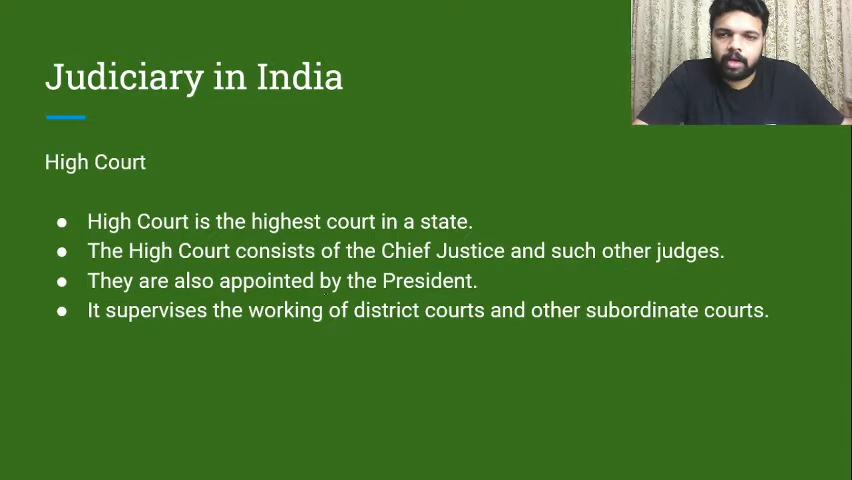 Judiciary in India
High Court
● High Court is the highest court in a state.
● The High Court consists of the Chief Justice and such other judges.
● They are also appointed by the President.
● It supervises the working of district courts and other subordinate courts.